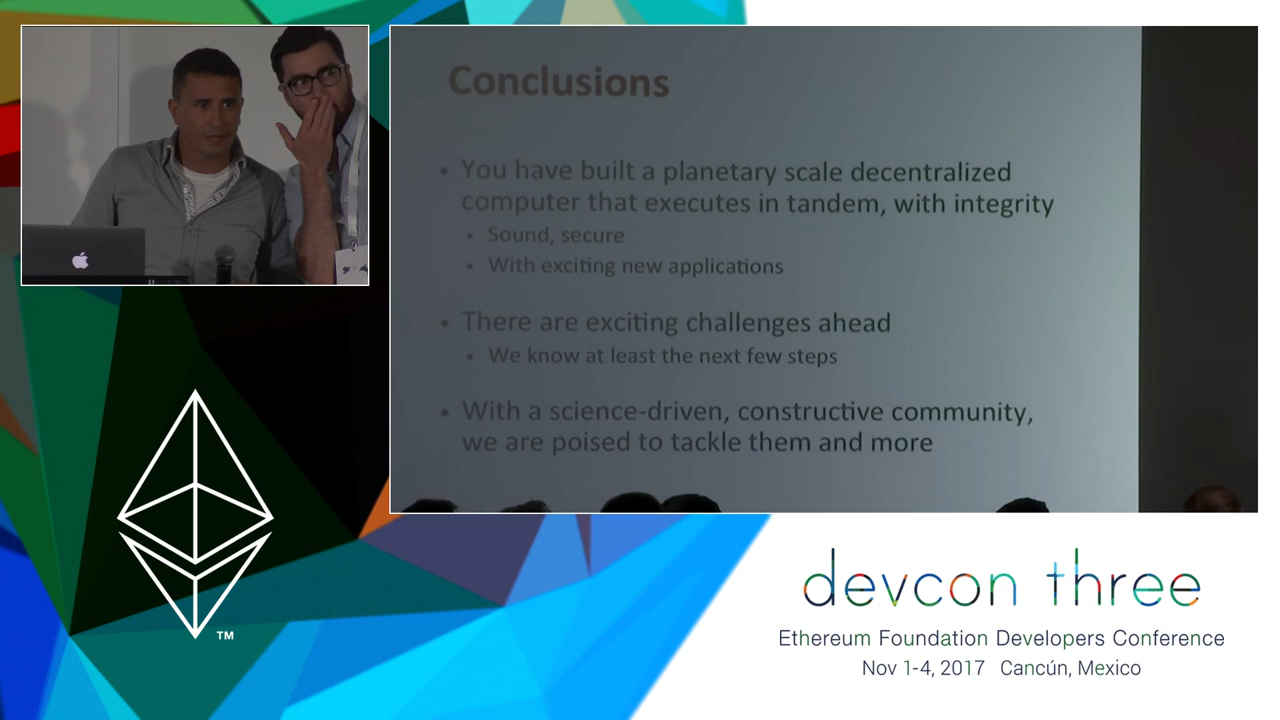 Conclusions
• You have built a planetary scale decentralized
computer that executes in tandem, with integrity
• Sound, secure
• With exciting new applications
• There are exciting challenges ahead
• We know at least the next few steps
• With a science-driven, constructive community,
we are poised to tackle them and more
TM
devcon three
Ethereum Foundation Developers Conference
Nov 1-4, 2017 Cancún, Mexico